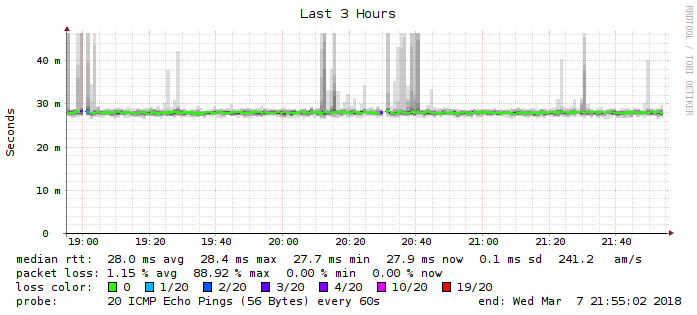 Last 3 Hours
RRDTOOL / TOBI OETIKER
Seconds
40 m
30 m
20 m
10 m
0
19:00 19:20 19:40 20:00 20:20 20:40 21:00 21:20 21:40
median rtt: 28.0 ms avg 28.4 ms max 27.7 ms min 27.9 ms now 0.1 ms sd 241.2 am/s
packet loss: 1.15 % avg 88.92 % max 0.00 % min 0.00 % now
loss color: 0 1/20 2/20 3/20 4/20 10/20 19/20
probe: 20 ICMP Echo Pings (56 Bytes) every 60s end: Wed Mar 7 21:55:02 2018